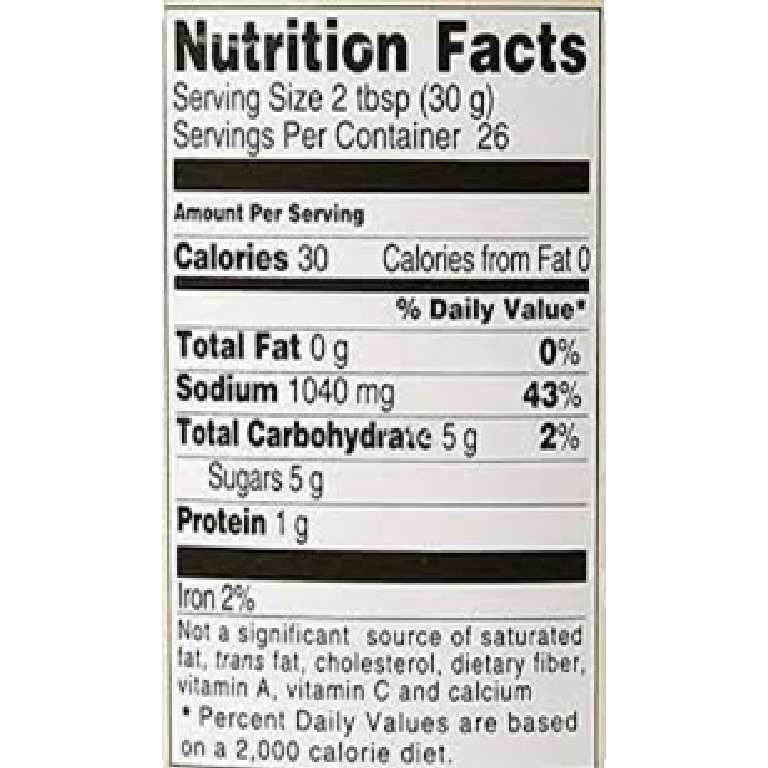 Nutrition Facts
Serving Size 2 tbsp (30 g)
Servings Per Container 26
Amount Per Serving
Calories 30 Calories from Fat 0
% Daily Value*
Total Fat 0 g 0%
Sodium 1040 mg 43%
Total Carbohydrate 5 g 2%
Sugars 5 g
Protein 1 g
Iron 2%
Not a significant source of saturated
fat, trans fat, cholesterol, dietary fiber,
vitamin A, vitamin C and calcium
* Percent Daily Values are based
on a 2,000 calorie diet.